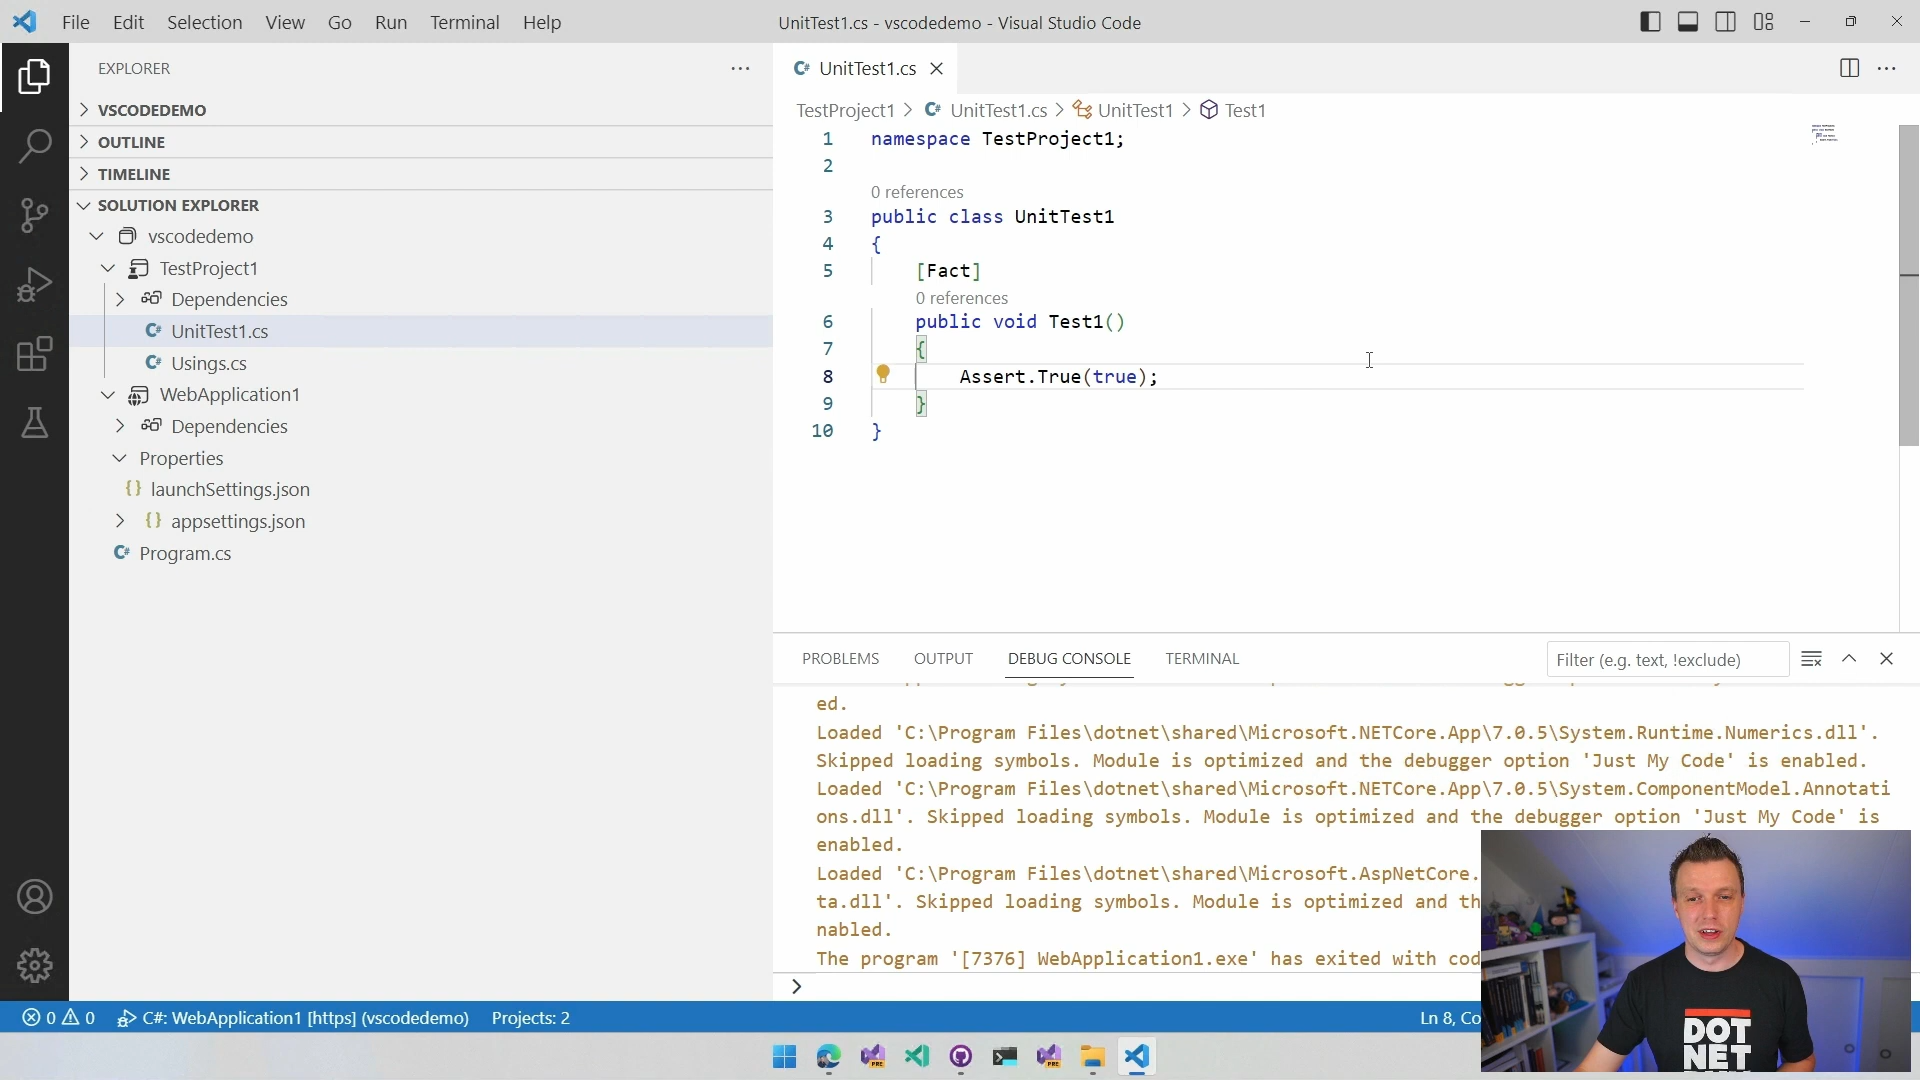 File Edit Selection View Go Run Terminal Help
UnitTest1.cs - vscodedemo - Visual Studio Code
EXPLORER
VSCODEDEMO
OUTLINE
TIMELINE
SOLUTION EXPLORER
vscodedemo
TestProject1
Dependencies
UnitTest1.cs
Usings.cs
WebApplication1
Dependencies
Properties
launchSettings.json
appsettings.json
Program.cs
UnitTest1.cs
TestProject1 > UnitTest1.cs > UnitTest1 > Test1
1 namespace TestProject1;
2
0 references
3 public class UnitTest1
4 {
5 [Fact]
0 references
6 public void Test1()
7 {
8 Assert.True(true);
9 }
10 }
PROBLEMS OUTPUT DEBUG CONSOLE TERMINAL
Filter (e.g. text, !exclude)
ed.
Loaded 'C:\Program Files\dotnet\shared\Microsoft.NETCore.App\7.0.5\System.Runtime.Numerics.dll'.
Skipped loading symbols. Module is optimized and the debugger option 'Just My Code' is enabled.
Loaded 'C:\Program Files\dotnet\shared\Microsoft.NETCore.App\7.0.5\System.ComponentModel.Annotati
ons.dll'. Skipped loading symbols. Module is optimized and the debugger option 'Just My Code' is
enabled.
Loaded 'C:\Program Files\dotnet\shared\Microsoft.AspNetCore.
ta.dll'. Skipped loading symbols. Module is optimized and th
nabled.
The program '[7376] WebApplication1.exe' has exited with cod
>
0 0 C#: WebApplication1 [https] (vscodedemo) Projects: 2
Ln 8, Co
DOT
NET